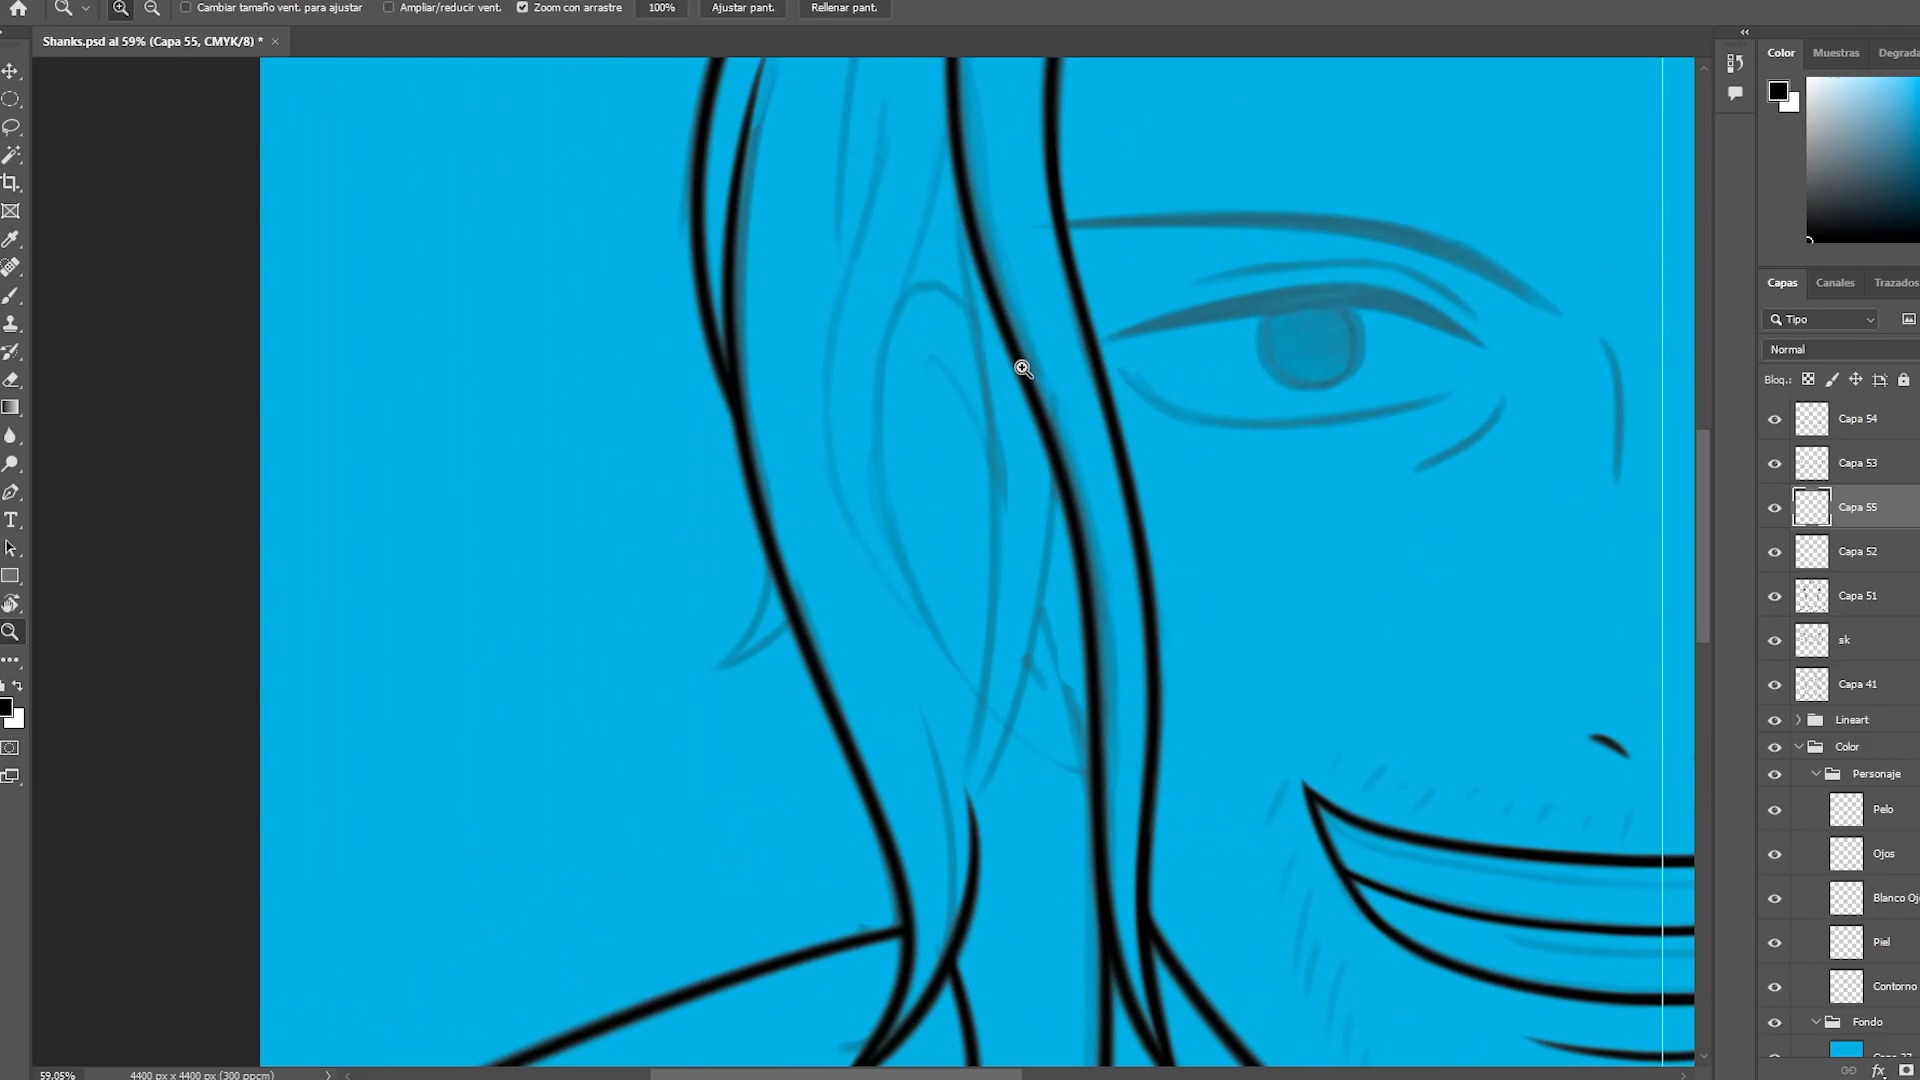 Cambiar tamaño vent. para ajustar
Ampliar/reducir vent.
Zoom con arrastre
100%
Ajustar pant.
Rellenar pant.
Shanks.psd al 59% (Capa 55, CMYK/8) *
Color
Muestras
Degrada
Capas
Canales
Trazados
Tipo
Normal
Bloq.:
Capa 54
Capa 53
Capa 55
Capa 52
Capa 51
sk
Capa 41
Lineart
Color
Personaje
Pelo
Ojos
Blanco Oj
Piel
Contorno
Fondo
59,05%
4400 px x 4400 px (300 ppcm)
fx